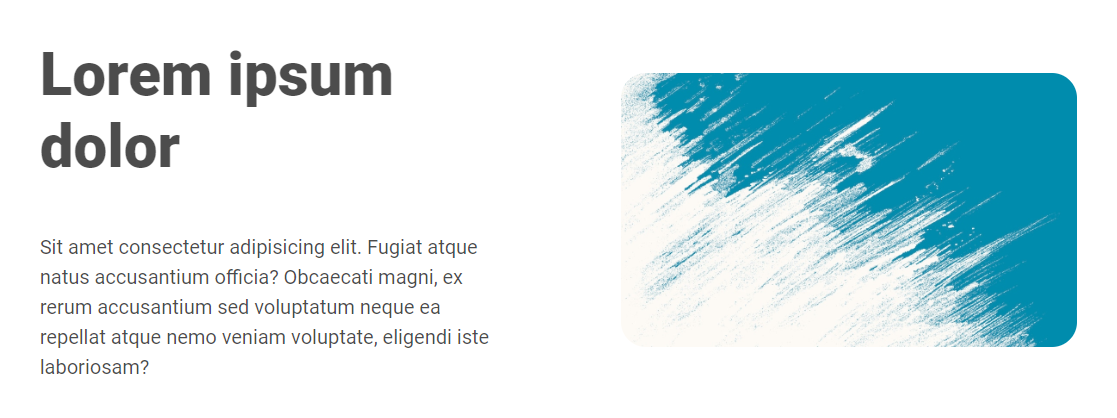 Lorem ipsum
dolor
Sit amet consectetur adipisicing elit. Fugiat atque
natus accusantium officia? Obcaecati magni, ex
rerum accusantium sed voluptatum neque ea
repellat atque nemo veniam voluptate, eligendi iste
laboriosam?